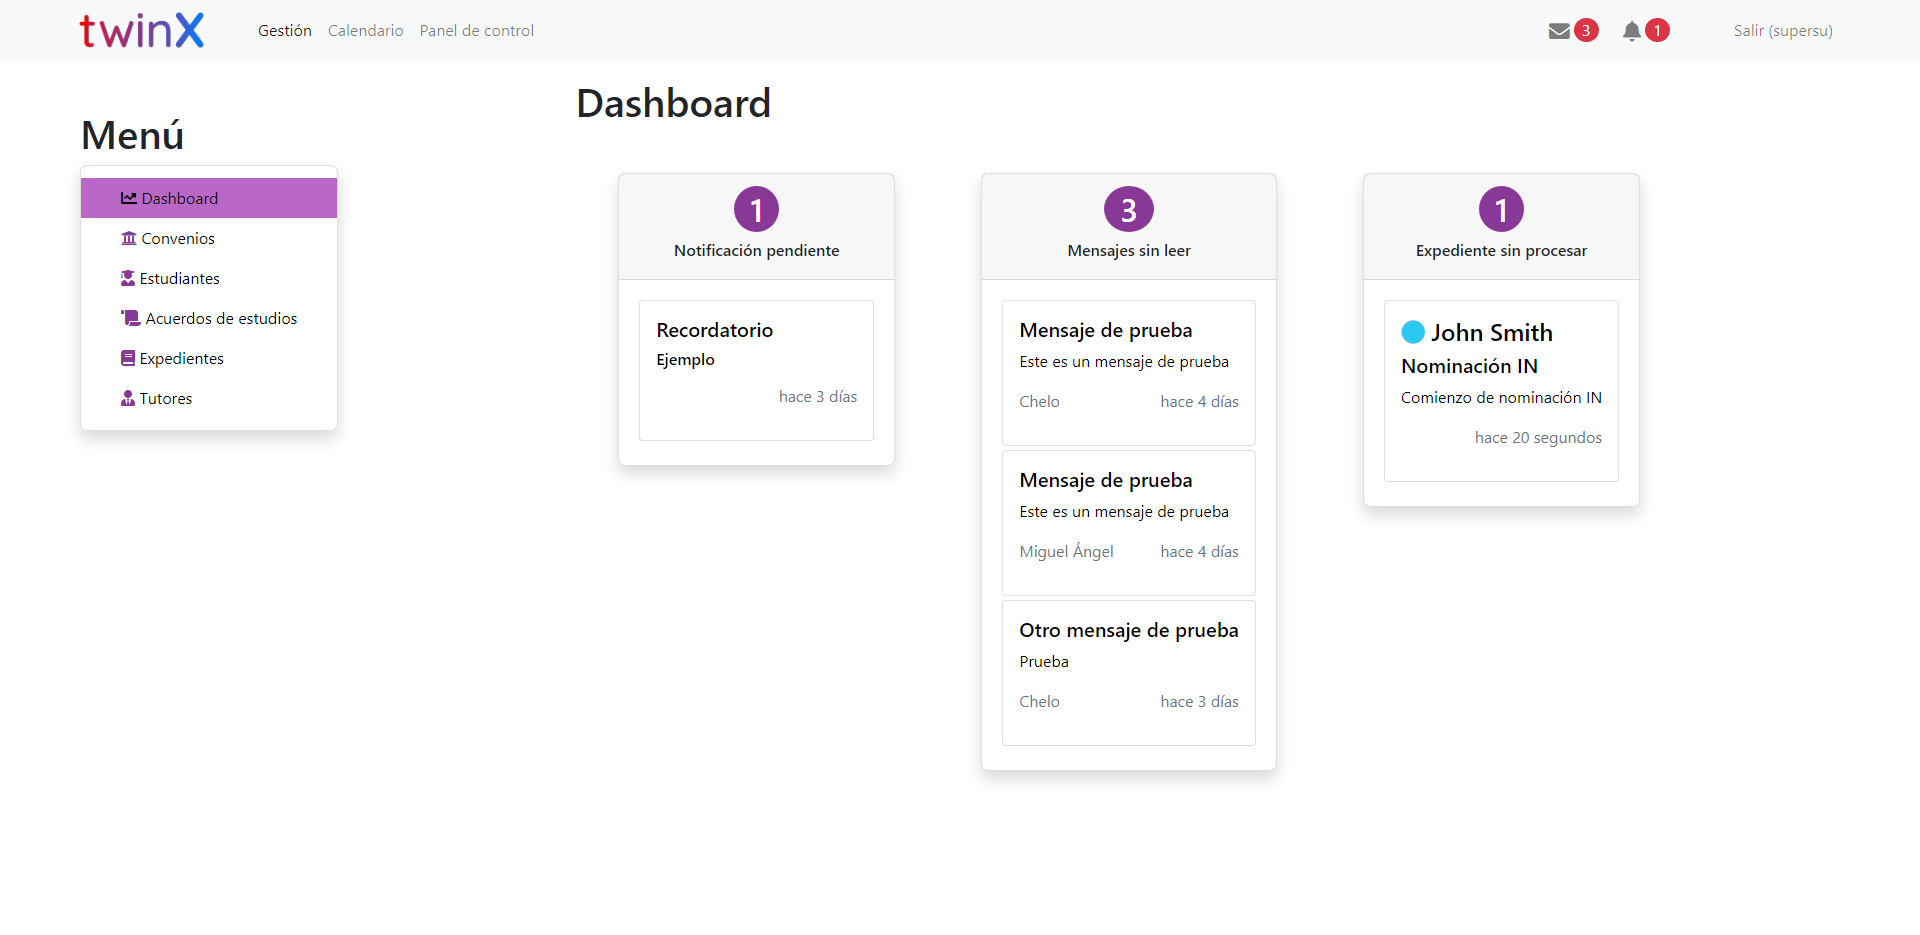 twinX Gestión Calendario Panel de control 3 1 Salir (supersu)
Menú
Dashboard
Convenios
Estudiantes
Acuerdos de estudios
Expedientes
Tutores
Dashboard
1
Notificación pendiente
Recordatorio
Ejemplo
hace 3 días
3
Mensajes sin leer
Mensaje de prueba
Este es un mensaje de prueba
Chelo hace 4 días
Mensaje de prueba
Este es un mensaje de prueba
Miguel Ángel hace 4 días
Otro mensaje de prueba
Prueba
Chelo hace 3 días
1
Expediente sin procesar
John Smith
Nominación IN
Comienzo de nominación IN
hace 20 segundos